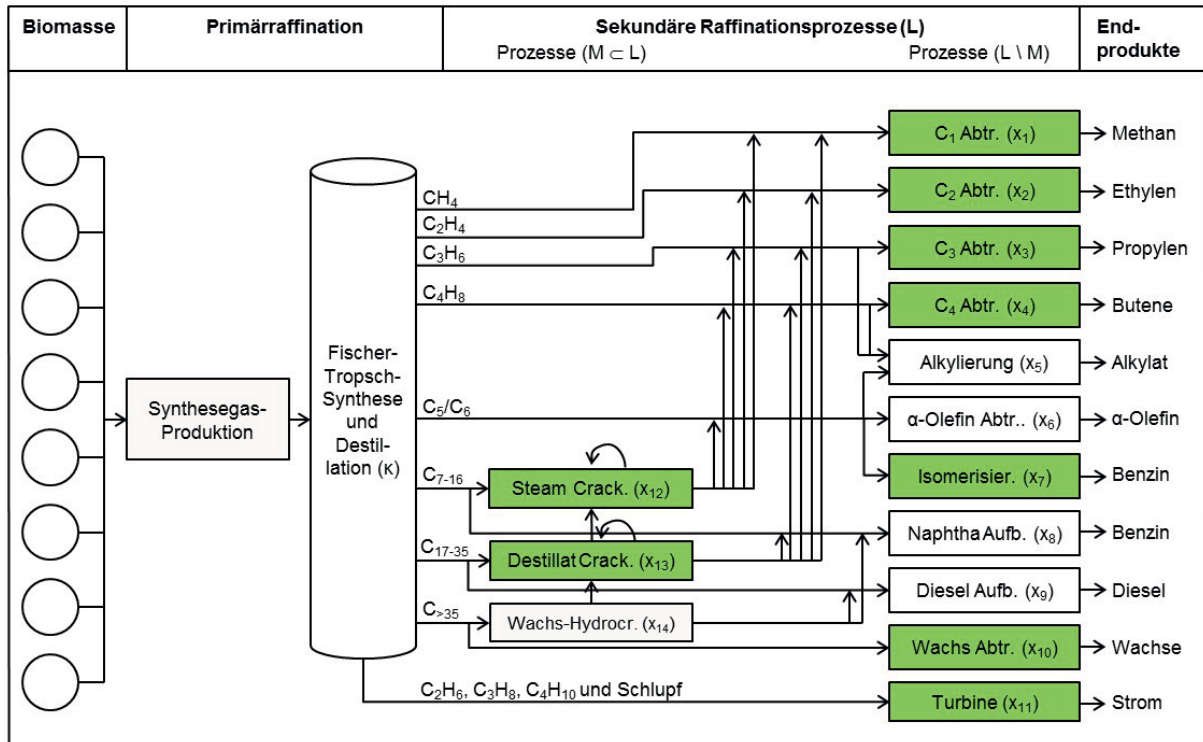 Biomasse
Primärraffination
Sekundäre Raffinationsprozesse (L)
Prozesse (M ⊂ L)
Prozesse (L \ M)
End-
produkte
C₁ Abtr. (x₁)
Methan
CH₄
C₂ Abtr. (x₂)
Ethylen
C₂H₄
C₃ Abtr. (x₃)
Propylen
C₃H₆
C₄H₈
C₄ Abtr. (x₄)
Butene
Fischer-
Tropsch-
Synthese
und
Destil-
lation (κ)
Alkylierung (x₅)
Alkylat
Synthesegas-
Produktion
C₅/C₆
α-Olefin Abtr.. (x₆)
α-Olefin
C₇₋₁₆
Steam Crack. (x₁₂)
Isomerisier. (x₇)
Benzin
Naphtha Aufb. (x₈)
Benzin
C₁₇₋₃₅
Destillat Crack. (x₁₃)
Diesel Aufb. (x₉)
Diesel
C>₃₅
Wachs-Hydrocr. (x₁₄)
Wachs Abtr. (x₁₀)
Wachse
C₂H₆, C₃H₈, C₄H₁₀ und Schlupf
Turbine (x₁₁)
Strom